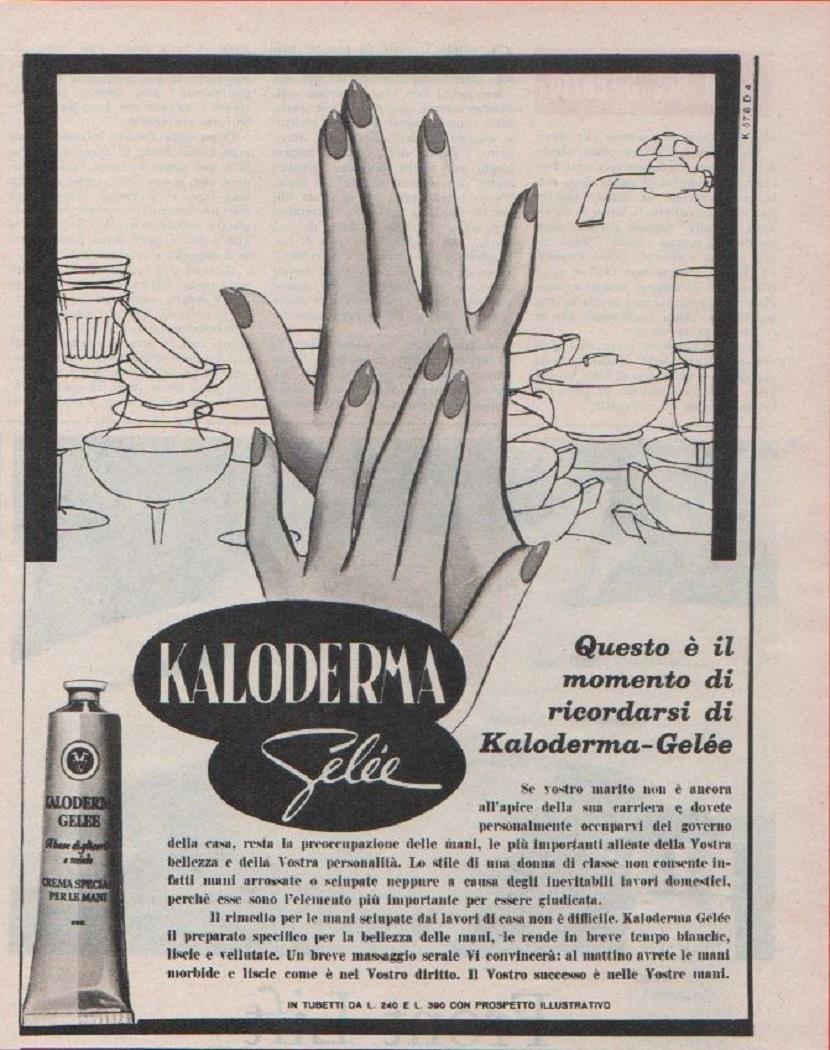 K 578 D 4
KALODERMA
Gelée
Questo è il
momento di
ricordarsi di
Kaloderma-Gelée
KALODERMA
GELEE
A base di glicerina
e miele
CREMA SPECIALE
PER LE MANI
Se vostro marito non è ancora
all'apice della sua carriera e dovete
personalmente occuparvi del governo
della casa, resta la preoccupazione delle mani, le più importanti alleate della Vostra
bellezza e della Vostra personalità. Lo stile di una donna di classe non consente in-
fatti mani arrossate o sciupate neppure a causa degli inevitabili lavori domestici,
perchè esse sono l'elemento più importante per essere giudicata.
Il rimedio per le mani sciupate dai lavori di casa non è difficile. Kaloderma Gelée
il preparato specifico per la bellezza delle mani, le rende in breve tempo bianche,
liscie e vellutate. Un breve massaggio serale Vi convincerà: al mattino avrete le mani
morbide e liscie come è nel Vostro diritto. Il Vostro successo è nelle Vostre mani.
IN TUBETTI DA L. 240 E L. 390 CON PROSPETTO ILLUSTRATIVO